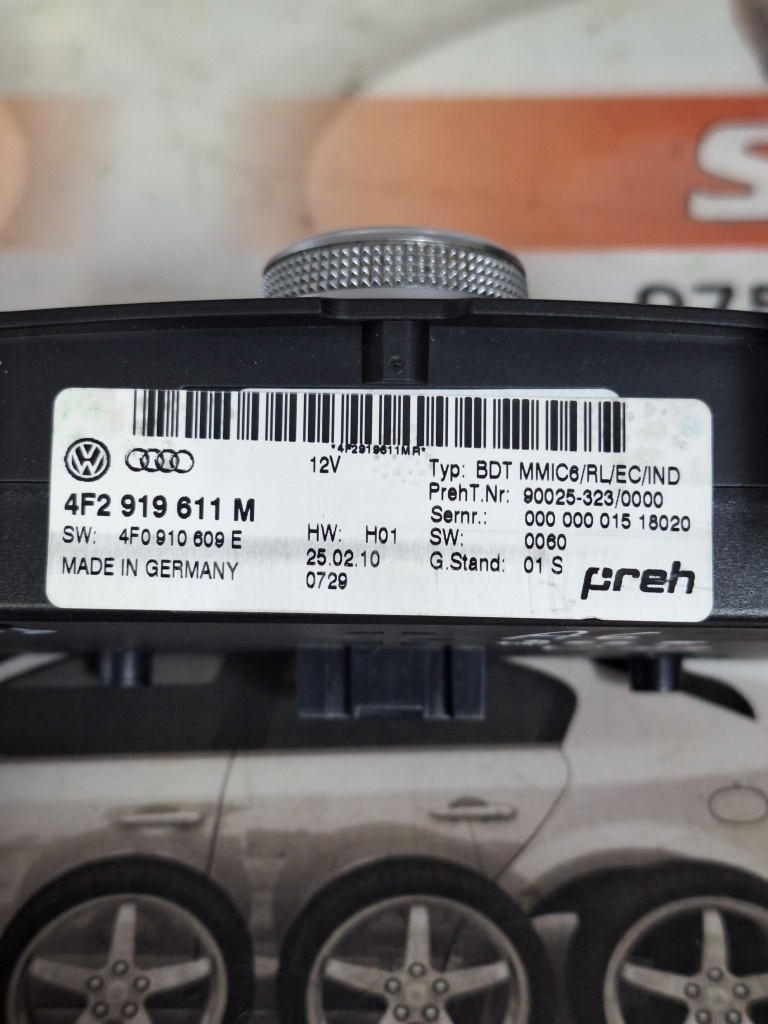 S
975
*4F2919611MR*
12V
4F2 919 611 M
SW: 4F0 910 609 E
MADE IN GERMANY
HW: H01
25.02.10
0729
Typ: BDT MMIC6/RL/EC/IND
PrehT.Nr: 90025-323/0000
Sernr.: 000 000 015 18020
SW: 0060
G.Stand: 01 S
preh